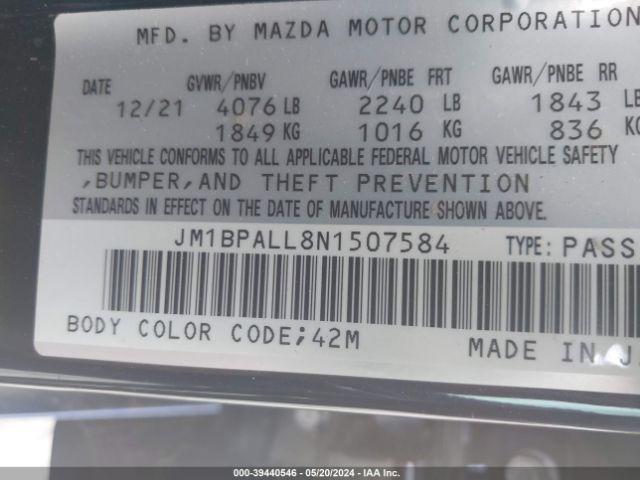 MFD. BY MAZDA MOTOR CORPORATION
DATE GVWR/PNBV GAWR/PNBE FRT GAWR/PNBE RR
12/21 4076 LB 2240 LB 1843 LB
1849 KG 1016 KG 836 KG
THIS VEHICLE CONFORMS TO ALL APPLICABLE FEDERAL MOTOR VEHICLE SAFETY
,BUMPER,AND THEFT PREVENTION
STANDARDS IN EFFECT ON THE DATE OF MANUFACTURE SHOWN ABOVE.
JM1BPALL8N1507584 TYPE: PASS
BODY COLOR CODE;42M MADE IN J
000-39440546 - 05/20/2024 - IAA Inc.